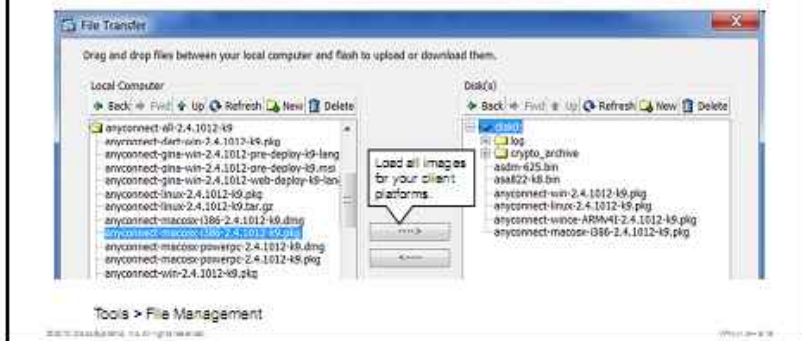 File Transfer
Drag and drop files between your local computer and flash to upload or download them.
Local Computer
Back Fwd Up Refresh New Delete
anyconnect-all-2.4.1012-k9
anyconnect-dart-win-2.4.1012-k9.pkg
anyconnect-gina-win-2.4.1012-pre-deploy-k9-lang
anyconnect-gina-win-2.4.1012-pre-deploy-k9.msi
anyconnect-gina-win-2.4.1012-web-deploy-k9-lang
anyconnect-linux-2.4.1012-k9.pkg
anyconnect-linux-2.4.1012-k9.tar.gz
anyconnect-macosx-i386-2.4.1012-k9.dmg
anyconnect-macosx-i386-2.4.1012-k9.pkg
anyconnect-macosx-powerpc-2.4.1012-k9.dmg
anyconnect-macosx-powerpc-2.4.1012-k9.pkg
anyconnect-win-2.4.1012-k9.pkg
Load all images
for your client
platforms.
---->
<----
Disk(s)
Back Fwd Up Refresh New Delete
disk0:
log
crypto_archive
asdm-625.bin
asa822-k8.bin
anyconnect-win-2.4.1012-k9.pkg
anyconnect-linux-2.4.1012-k9.pkg
anyconnect-wince-ARMv4I-2.4.1012-k9.pkg
anyconnect-macosx-i386-2.4.1012-k9.pkg
Tools > File Management